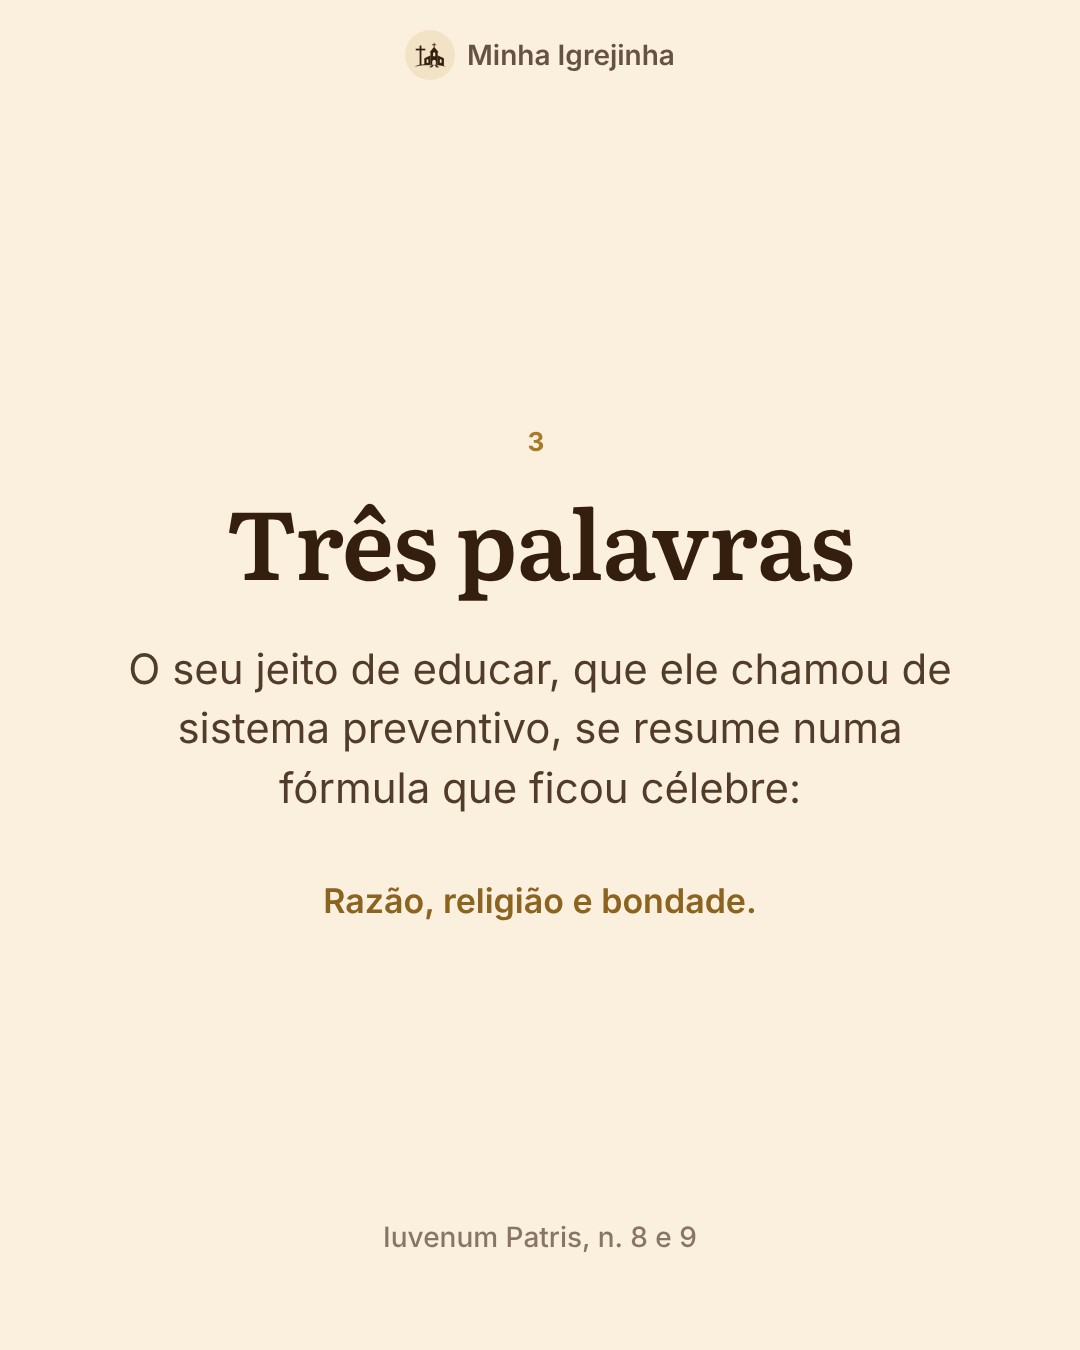 Minha Igrejinha
3
Três palavras
O seu jeito de educar, que ele chamou de
sistema preventivo, se resume numa
fórmula que ficou célebre:
Razão, religião e bondade.
Iuvenum Patris, n. 8 e 9